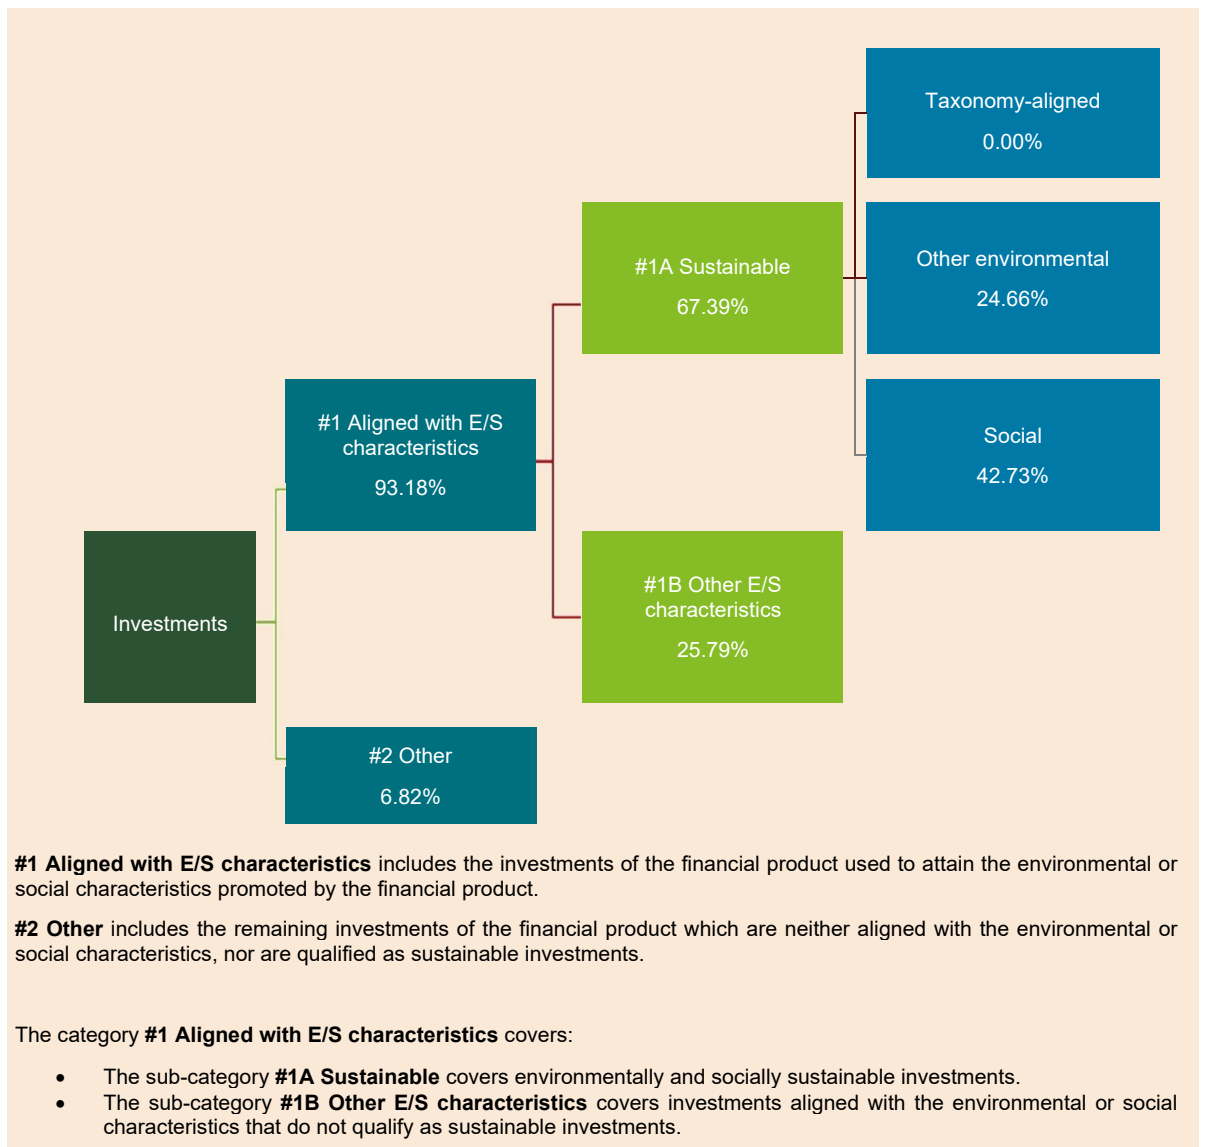 Taxonomy-aligned
0.00%
#1A Sustainable
67.39%
Other environmental
24.66%
#1 Aligned with E/S
characteristics
93.18%
Social
42.73%
Investments
#1B Other E/S
characteristics
25.79%
#2 Other
6.82%
#1 Aligned with E/S characteristics includes the investments of the financial product used to attain the environmental or
social characteristics promoted by the financial product.
#2 Other includes the remaining investments of the financial product which are neither aligned with the environmental or
social characteristics, nor are qualified as sustainable investments.
The category #1 Aligned with E/S characteristics covers:
• The sub-category #1A Sustainable covers environmentally and socially sustainable investments.
• The sub-category #1B Other E/S characteristics covers investments aligned with the environmental or social
characteristics that do not qualify as sustainable investments.